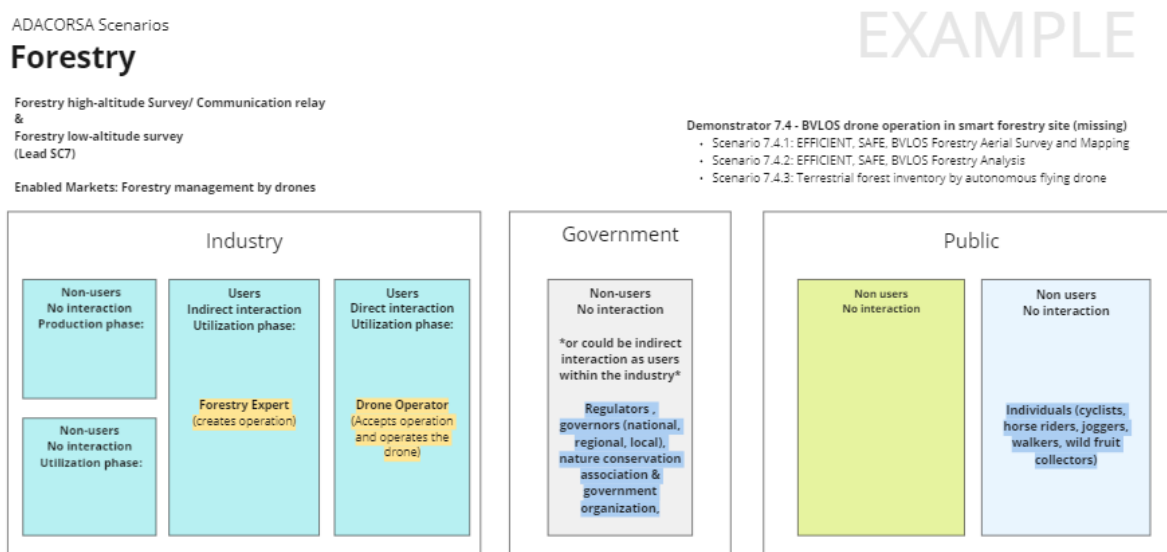 ADACORSA Scenarios
EXAMPLE
Forestry
Forestry high-altitude Survey/ Communication relay
&
Forestry low-altitude survey
(Lead SC7)
Enabled Markets: Forestry management by drones
Demonstrator 7.4 - BVLOS drone operation in smart forestry site (missing)
• Scenario 7.4.1: EFFICIENT, SAFE, BVLOS Forestry Aerial Survey and Mapping
• Scenario 7.4.2: EFFICIENT, SAFE, BVLOS Forestry Analysis
• Scenario 7.4.3: Terrestrial forest inventory by autonomous flying drone
Industry
Non-users
No interaction
Production phase:
Non-users
No interaction
Utilization phase:
Users
Indirect interaction
Utilization phase:
Forestry Expert
(creates operation)
Users
Direct interaction
Utilization phase:
Drone Operator
(Accepts operation
and operates the
drone)
Government
Non-users
No interaction
*or could be indirect
interaction as users
within the industry*
Regulators ,
governors (national,
regional, local),
nature conservation
association &
government
organization,
Public
Non users
No interaction
Non users
No interaction
Individuals (cyclists,
horse riders, joggers,
walkers, wild fruit
collectors)